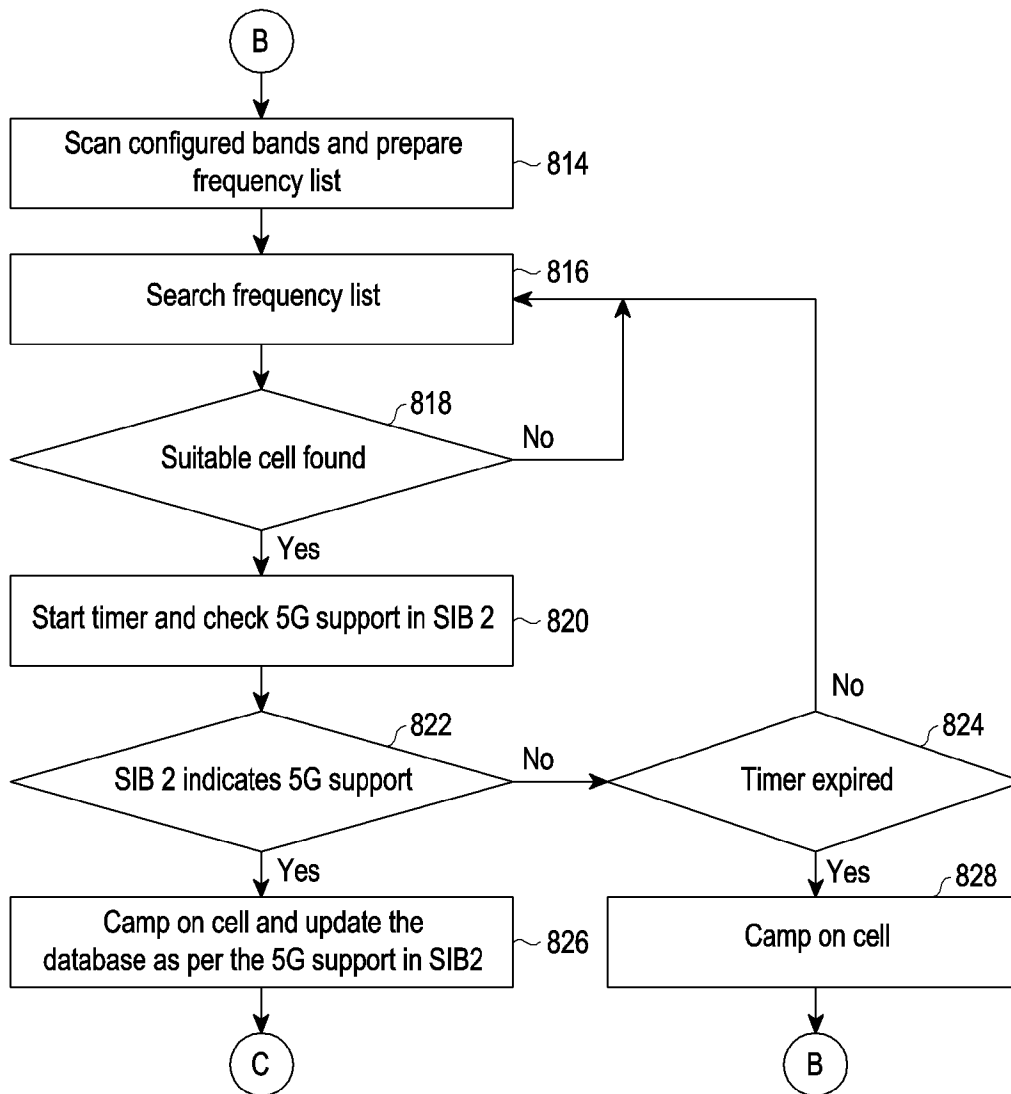 B
Scan configured bands and prepare
frequency list
814
816
Search frequency list
818
Suitable cell found
No
Yes
Start timer and check 5G support in SIB 2
820
822
SIB 2 indicates 5G support
No
No
824
Timer expired
Yes
Yes
Camp on cell and update the
database as per the 5G support in SIB2
826
828
Camp on cell
C
B